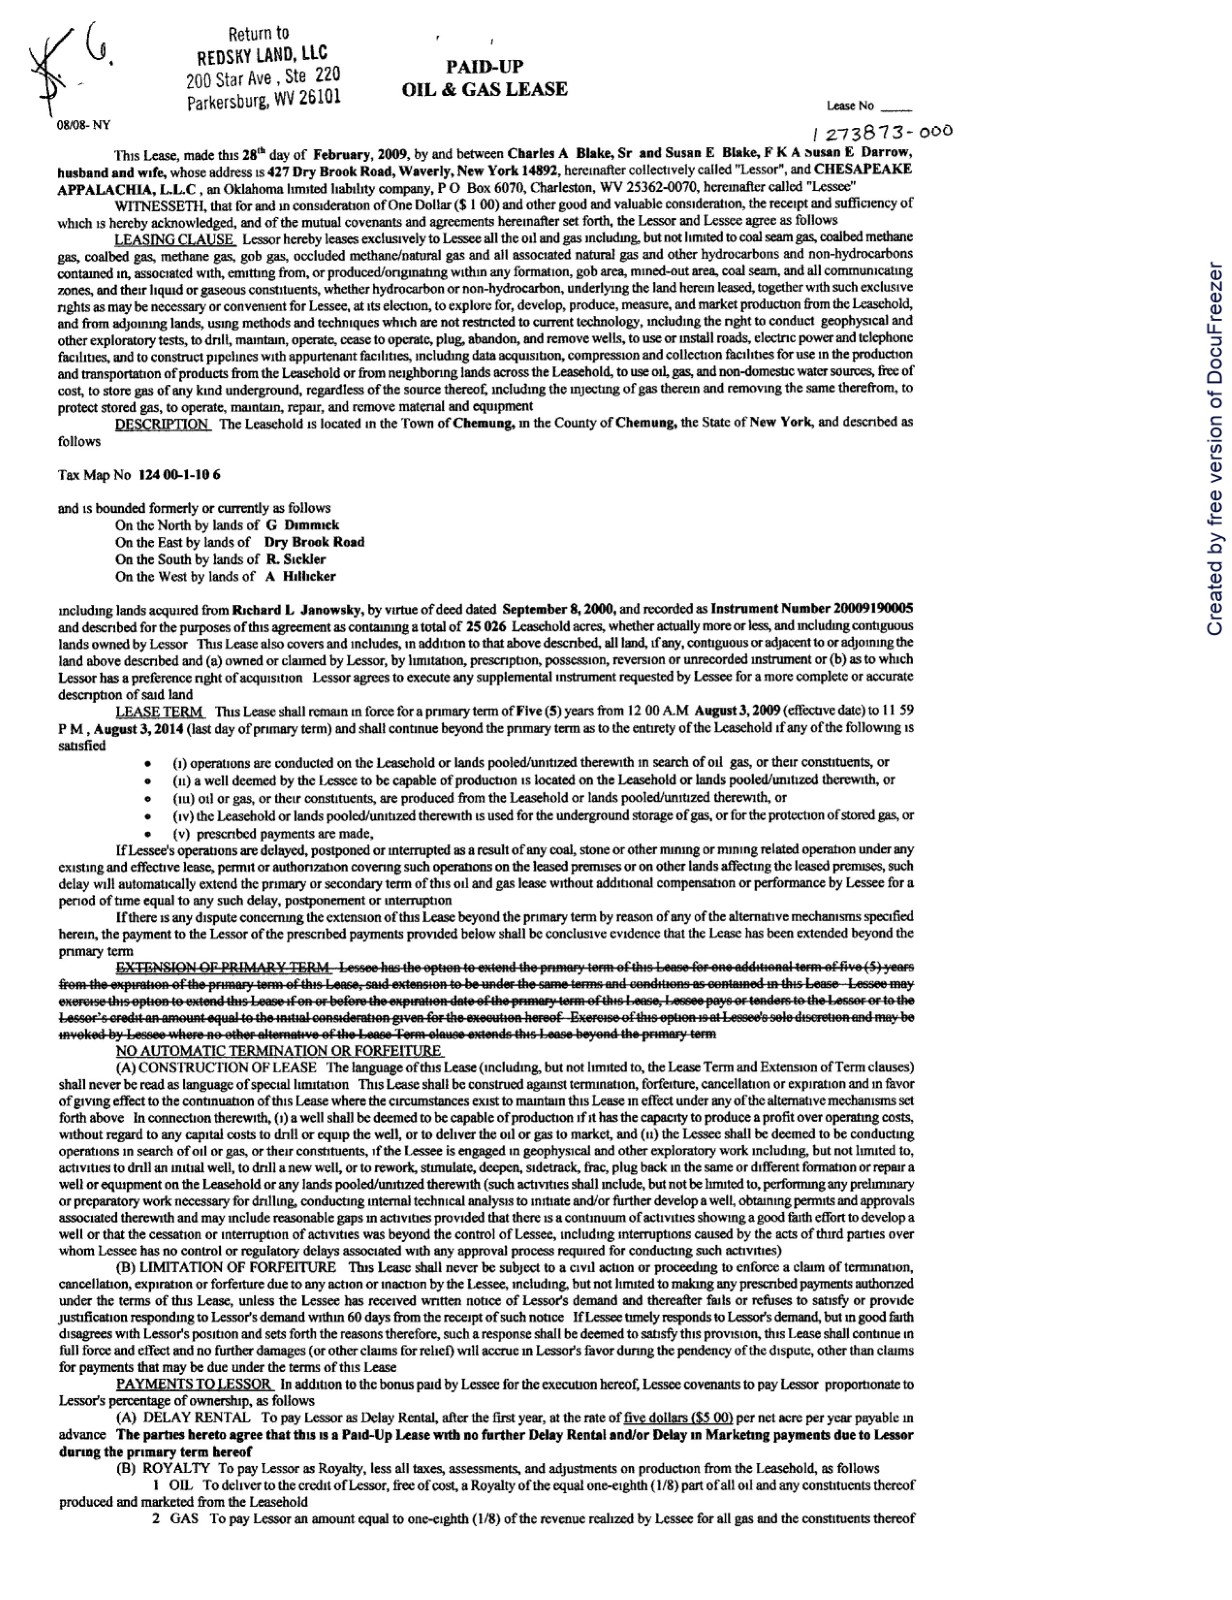 Return to
REDSKY LAND, LLC
200 Star Ave , Ste 220
Parkersburg, WV 26101
PAID-UP
OIL & GAS LEASE
Lease No ____
08/08- NY
1273873-000
This Lease, made this 28th day of February, 2009, by and between Charles A Blake, Sr and Susan E Blake, F K A Susan E Darrow,
husband and wife, whose address is 427 Dry Brook Road, Waverly, New York 14892, hereinafter collectively called "Lessor", and CHESAPEAKE
APPALACHIA, L.L.C , an Oklahoma limited liability company, P O Box 6070, Charleston, WV 25362-0070, hereinafter called "Lessee"
WITNESSETH, that for and in consideration of One Dollar ($ 1 00) and other good and valuable consideration, the receipt and sufficiency of
which is hereby acknowledged, and of the mutual covenants and agreements hereinafter set forth, the Lessor and Lessee agree as follows
LEASING CLAUSE Lessor hereby leases exclusively to Lessee all the oil and gas including, but not limited to coal seam gas, coalbed methane
gas, coalbed gas, methane gas, gob gas, occluded methane/natural gas and all associated natural gas and other hydrocarbons and non-hydrocarbons
contained in, associated with, emitting from, or produced/originating within any formation, gob area, mined-out area, coal seam, and all communicating
zones, and their liquid or gaseous constituents, whether hydrocarbon or non-hydrocarbon, underlying the land herein leased, together with such exclusive
rights as may be necessary or convenient for Lessee, at its election, to explore for, develop, produce, measure, and market production from the Leasehold,
and from adjoining lands, using methods and techniques which are not restricted to current technology, including the right to conduct geophysical and
other exploratory tests, to drill, maintain, operate, cease to operate, plug, abandon, and remove wells, to use or install roads, electric power and telephone
facilities, and to construct pipelines with appurtenant facilities, including data acquisition, compression and collection facilities for use in the production
and transportation of products from the Leasehold or from neighboring lands across the Leasehold, to use oil, gas, and non-domestic water sources, free of
cost, to store gas of any kind underground, regardless of the source thereof, including the injecting of gas therein and removing the same therefrom, to
protect stored gas, to operate, maintain, repair, and remove material and equipment
DESCRIPTION The Leasehold is located in the Town of Chemung, in the County of Chemung, the State of New York, and described as
follows
Tax Map No 124 00-1-10 6
and is bounded formerly or currently as follows
On the North by lands of G Dimmick
On the East by lands of Dry Brook Road
On the South by lands of R. Sickler
On the West by lands of A Hillicker
including lands acquired from Richard L Janowsky, by virtue of deed dated September 8, 2000, and recorded as Instrument Number 20009190005
and described for the purposes of this agreement as containing a total of 25 026 Leasehold acres, whether actually more or less, and including contiguous
lands owned by Lessor This Lease also covers and includes, in addition to that above described, all land, if any, contiguous or adjacent to or adjoining the
land above described and (a) owned or claimed by Lessor, by limitation, prescription, possession, reversion or unrecorded instrument or (b) as to which
Lessor has a preference right of acquisition Lessor agrees to execute any supplemental instrument requested by Lessee for a more complete or accurate
description of said land
LEASE TERM This Lease shall remain in force for a primary term of Five (5) years from 12 00 A.M August 3, 2009 (effective date) to 11 59
P M , August 3, 2014 (last day of primary term) and shall continue beyond the primary term as to the entirety of the Leasehold if any of the following is
satisfied
• (i) operations are conducted on the Leasehold or lands pooled/unitized therewith in search of oil gas, or their constituents, or
• (ii) a well deemed by the Lessee to be capable of production is located on the Leasehold or lands pooled/unitized therewith, or
• (iii) oil or gas, or their constituents, are produced from the Leasehold or lands pooled/unitized therewith, or
• (iv) the Leasehold or lands pooled/unitized therewith is used for the underground storage of gas, or for the protection of stored gas, or
• (v) prescribed payments are made,
If Lessee's operations are delayed, postponed or interrupted as a result of any coal, stone or other mining or mining related operation under any
existing and effective lease, permit or authorization covering such operations on the leased premises or on other lands affecting the leased premises, such
delay will automatically extend the primary or secondary term of this oil and gas lease without additional compensation or performance by Lessee for a
period of time equal to any such delay, postponement or interruption
If there is any dispute concerning the extension of this Lease beyond the primary term by reason of any of the alternative mechanisms specified
herein, the payment to the Lessor of the prescribed payments provided below shall be conclusive evidence that the Lease has been extended beyond the
primary term
EXTENSION OF PRIMARY TERM Lessee has the option to extend the primary term of this Lease for one additional term of five (5) years
from the expiration of the primary term of this Lease, said extension to be under the same terms and conditions as contained in this Lease Lessee may
exercise this option to extend this Lease if on or before the expiration date of the primary term of this Lease, Lessee pays or tenders to the Lessor or to the
Lessor's credit an amount equal to the initial consideration given for the execution hereof Exercise of this option is at Lessee's sole discretion and may be
invoked by Lessee where no other alternative of the Lease Term clause extends this Lease beyond the primary term
NO AUTOMATIC TERMINATION OR FORFEITURE
(A) CONSTRUCTION OF LEASE The language of this Lease (including, but not limited to, the Lease Term and Extension of Term clauses)
shall never be read as language of special limitation This Lease shall be construed against termination, forfeiture, cancellation or expiration and in favor
of giving effect to the continuation of this Lease where the circumstances exist to maintain this Lease in effect under any of the alternative mechanisms set
forth above In connection therewith, (i) a well shall be deemed to be capable of production if it has the capacity to produce a profit over operating costs,
without regard to any capital costs to drill or equip the well, or to deliver the oil or gas to market, and (ii) the Lessee shall be deemed to be conducting
operations in search of oil or gas, or their constituents, if the Lessee is engaged in geophysical and other exploratory work including, but not limited to,
activities to drill an initial well, to drill a new well, or to rework, stimulate, deepen, sidetrack, frac, plug back in the same or different formation or repair a
well or equipment on the Leasehold or any lands pooled/unitized therewith (such activities shall include, but not be limited to, performing any preliminary
or preparatory work necessary for drilling, conducting internal technical analysis to initiate and/or further develop a well, obtaining permits and approvals
associated therewith and may include reasonable gaps in activities provided that there is a continuum of activities showing a good faith effort to develop a
well or that the cessation or interruption of activities was beyond the control of Lessee, including interruptions caused by the acts of third parties over
whom Lessee has no control or regulatory delays associated with any approval process required for conducting such activities)
(B) LIMITATION OF FORFEITURE This Lease shall never be subject to a civil action or proceeding to enforce a claim of termination,
cancellation, expiration or forfeiture due to any action or inaction by the Lessee, including, but not limited to making any prescribed payments authorized
under the terms of this Lease, unless the Lessee has received written notice of Lessor's demand and thereafter fails or refuses to satisfy or provide
justification responding to Lessor's demand within 60 days from the receipt of such notice If Lessee timely responds to Lessor's demand, but in good faith
disagrees with Lessor's position and sets forth the reasons therefore, such a response shall be deemed to satisfy this provision, this Lease shall continue in
full force and effect and no further damages (or other claims for relief) will accrue in Lessor's favor during the pendency of the dispute, other than claims
for payments that may be due under the terms of this Lease
PAYMENTS TO LESSOR In addition to the bonus paid by Lessee for the execution hereof, Lessee covenants to pay Lessor proportionate to
Lessor's percentage of ownership, as follows
(A) DELAY RENTAL To pay Lessor as Delay Rental, after the first year, at the rate of five dollars ($5 00) per net acre per year payable in
advance The parties hereto agree that this is a Paid-Up Lease with no further Delay Rental and/or Delay in Marketing payments due to Lessor
during the primary term hereof
(B) ROYALTY To pay Lessor as Royalty, less all taxes, assessments, and adjustments on production from the Leasehold, as follows
1 OIL To deliver to the credit of Lessor, free of cost, a Royalty of the equal one-eighth (1/8) part of all oil and any constituents thereof
produced and marketed from the Leasehold
2 GAS To pay Lessor an amount equal to one-eighth (1/8) of the revenue realized by Lessee for all gas and the constituents thereof
Created by free version of DocuFreezer